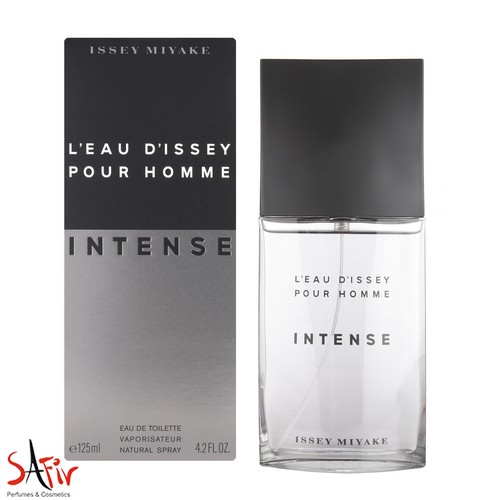 ISSEY MIYAKE
L'EAU D'ISSEY
POUR HOMME
INTENSE
EAU DE TOILETTE
VAPORISATEUR
NATURAL SPRAY
℮125ml
4.2 FL.OZ.
L'EAU D'ISSEY
POUR HOMME
INTENSE
ISSEY MIYAKE
SAFir
Perfumes & Cosmetics